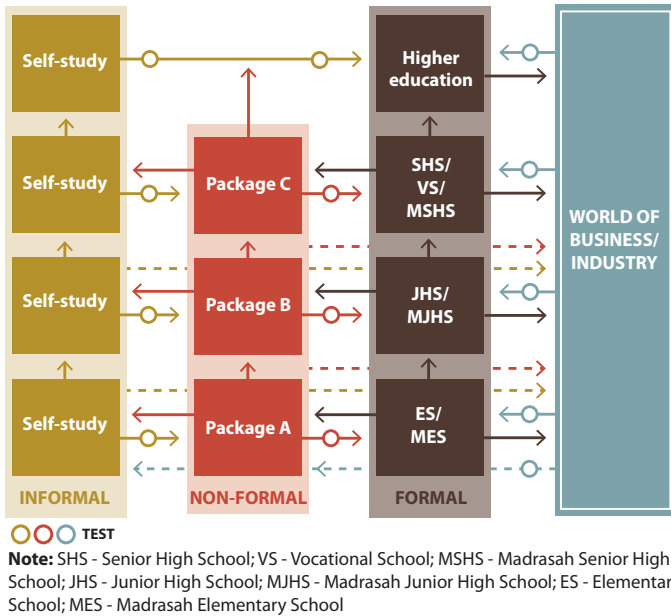 Self-study
Higher
education
Self-study
Package C
SHS/
VS/
MSHS
WORLD OF
BUSINESS/
INDUSTRY
Self-study
Package B
JHS/
MJHS
Self-study
Package A
ES/
MES
INFORMAL
NON-FORMAL
FORMAL
TEST
Note: SHS - Senior High School; VS - Vocational School; MSHS - Madrasah Senior High
School; JHS - Junior High School; MJHS - Madrasah Junior High School; ES - Elementar
School; MES - Madrasah Elementary School